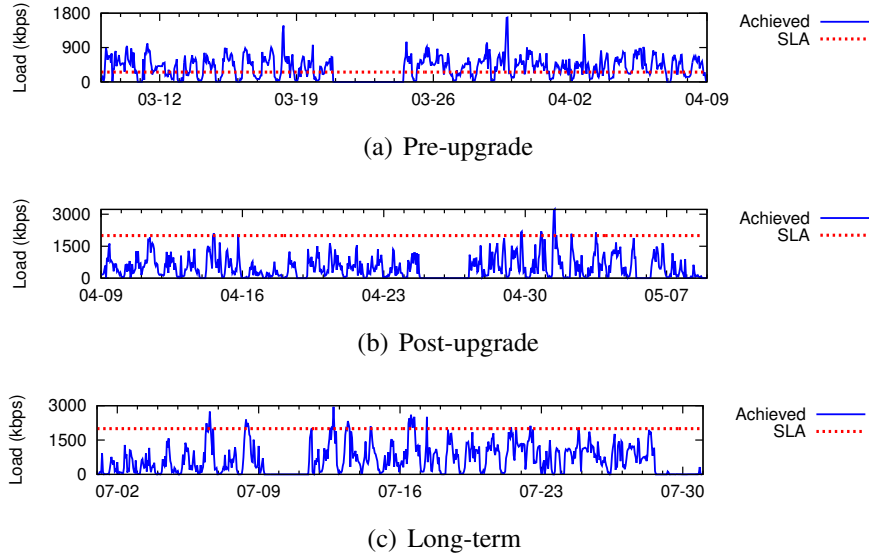 1800
900
0
Load (kbps)
03-12 03-19 03-26 04-02 04-09
Achieved
SLA
(a) Pre-upgrade
3000
1500
0
Load (kbps)
04-09 04-16 04-23 04-30 05-07
Achieved
SLA
(b) Post-upgrade
3000
1500
0
Load (kbps)
07-02 07-09 07-16 07-23 07-30
Achieved
SLA
(c) Long-term